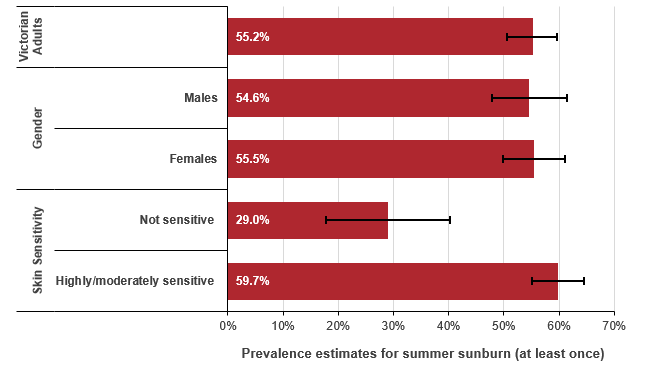 Victorian
Adults
55.2%
Gender
Males
54.6%
Females
55.5%
Skin Sensitivity
Not sensitive
29.0%
Highly/moderately sensitive
59.7%
0% 10% 20% 30% 40% 50% 60% 70%
Prevalence estimates for summer sunburn (at least once)